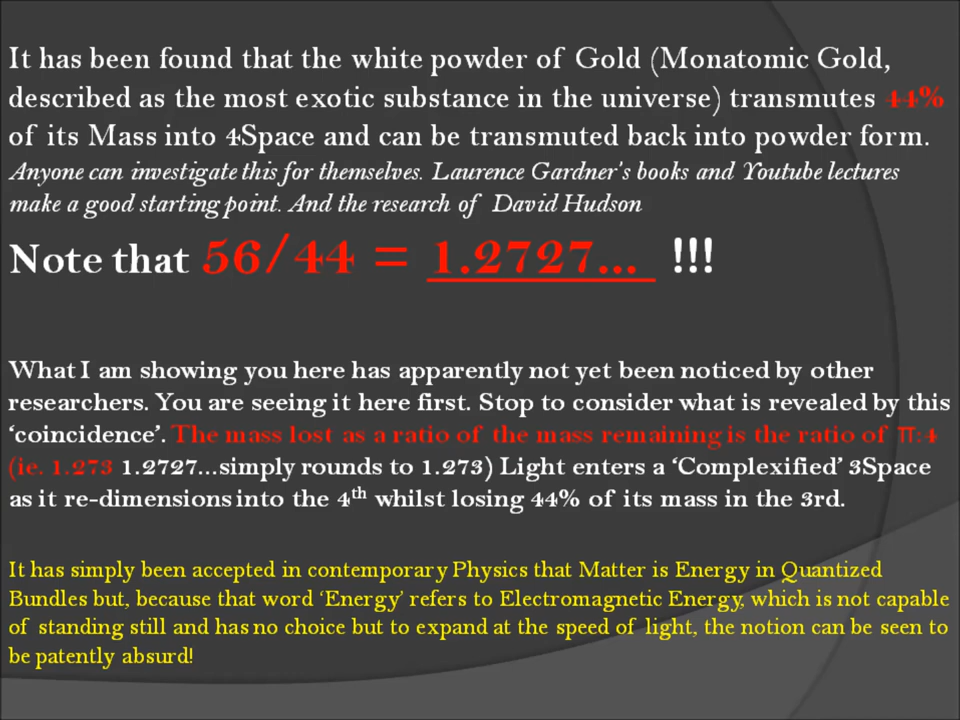 It has been found that the white powder of Gold (Monatomic Gold,
described as the most exotic substance in the universe) transmutes 44%
of its Mass into 4Space and can be transmuted back into powder form.
Anyone can investigate this for themselves. Laurence Gardner's books and Youtube lectures
make a good starting point. And the research of David Hudson
Note that 56/44 = 1.2727... !!!
What I am showing you here has apparently not yet been noticed by other
researchers. You are seeing it here first. Stop to consider what is revealed by this
‘coincidence’. The mass lost as a ratio of the mass remaining is the ratio of π:4
(ie. 1.273 1.2727...simply rounds to 1.273) Light enters a ‘Complexified’ 3Space
as it re-dimensions into the 4th whilst losing 44% of its mass in the 3rd.
It has simply been accepted in contemporary Physics that Matter is Energy in Quantized
Bundles but, because that word ‘Energy’ refers to Electromagnetic Energy, which is not capable
of standing still and has no choice but to expand at the speed of light, the notion can be seen to
be patently absurd!